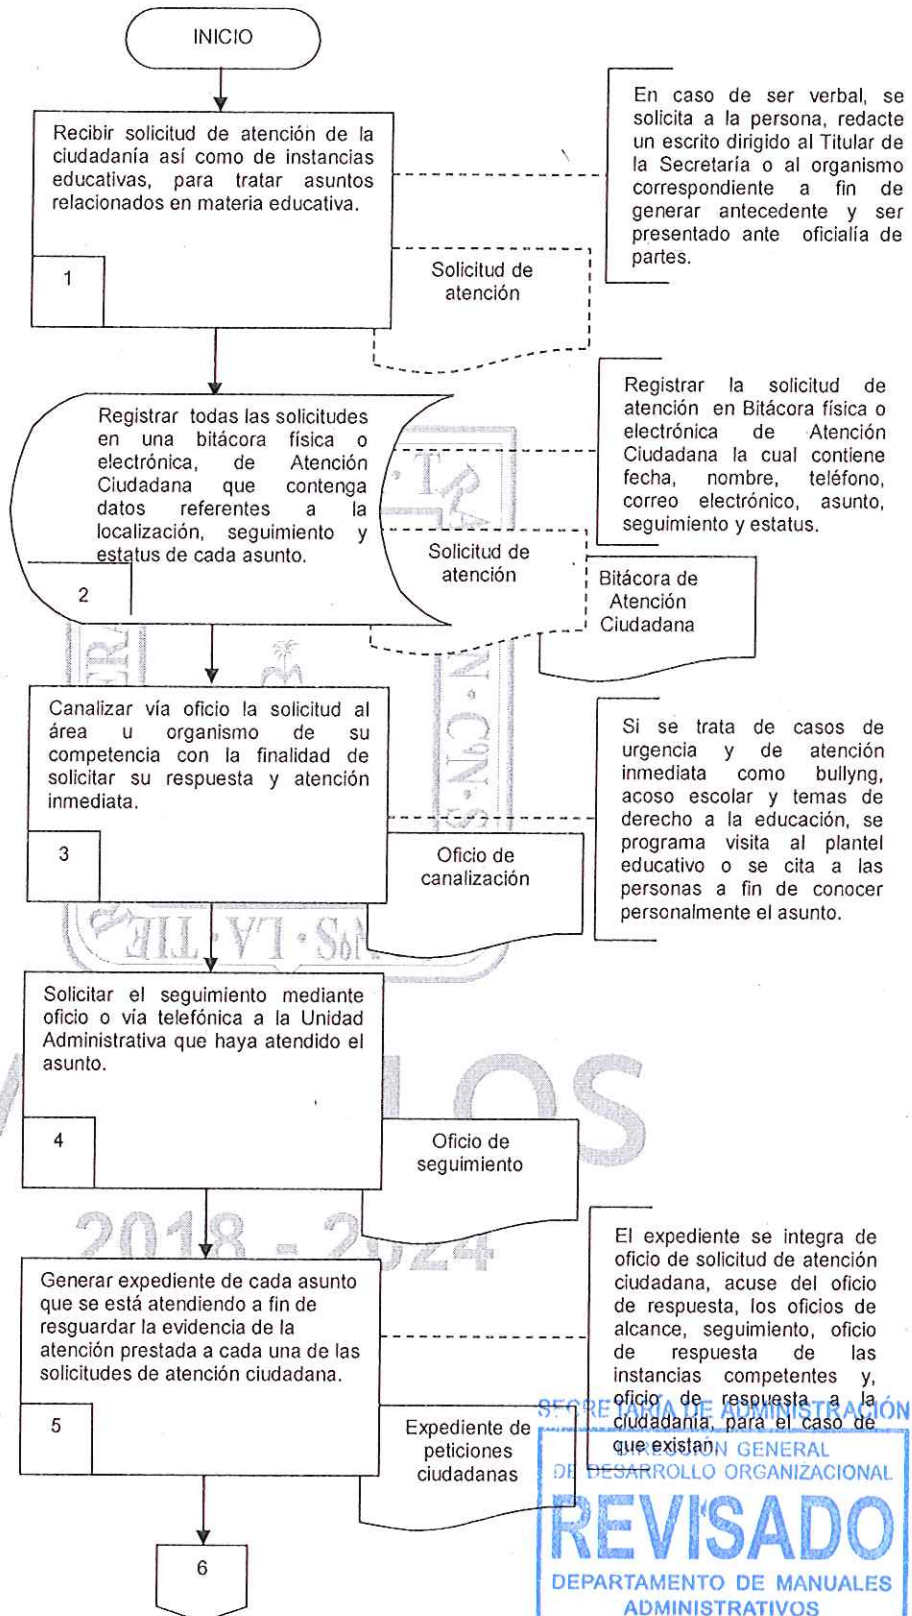 INICIO
Recibir solicitud de atención de la
ciudadanía así como de instancias
educativas, para tratar asuntos
relacionados en materia educativa.
1
En caso de ser verbal, se
solicita a la persona, redacte
un escrito dirigido al Titular de
la Secretaría o al organismo
correspondiente a fin de
generar antecedente y ser
presentado ante oficialía de
partes.
Solicitud de
atención
Registrar todas las solicitudes
en una bitácora física o
electrónica, de Atención
Ciudadana que contenga
datos referentes a la
localización, seguimiento y
estatus de cada asunto.
2
Registrar la solicitud de
atención en Bitácora física o
electrónica de Atención
Ciudadana la cual contiene
fecha, nombre, teléfono,
correo electrónico, asunto,
seguimiento y estatus.
Solicitud de
atención
Bitácora de
Atención
Ciudadana
Canalizar vía oficio la solicitud al
área u organismo de su
competencia con la finalidad de
solicitar su respuesta y atención
inmediata.
3
Si se trata de casos de
urgencia y de atención
inmediata como bullyng,
acoso escolar y temas de
derecho a la educación, se
programa visita al plantel
educativo o se cita a las
personas a fin de conocer
personalmente el asunto.
Oficio de
canalización
Solicitar el seguimiento mediante
oficio o vía telefónica a la Unidad
Administrativa que haya atendido el
asunto.
4
Oficio de
seguimiento
2018 - 2024
Generar expediente de cada asunto
que se está atendiendo a fin de
resguardar la evidencia de la
atención prestada a cada una de las
solicitudes de atención ciudadana.
5
El expediente se integra de
oficio de solicitud de atención
ciudadana, acuse del oficio
de respuesta, los oficios de
alcance, seguimiento, oficio
de respuesta de las
instancias competentes y,
oficio de respuesta a la
ciudadanía, para el caso de
que existan.
Expediente de
peticiones
ciudadanas
6
SECRETARÍA DE ADMINISTRACIÓN
DIRECCIÓN GENERAL
DE DESARROLLO ORGANIZACIONAL
REVISADO
DEPARTAMENTO DE MANUALES
ADMINISTRATIVOS